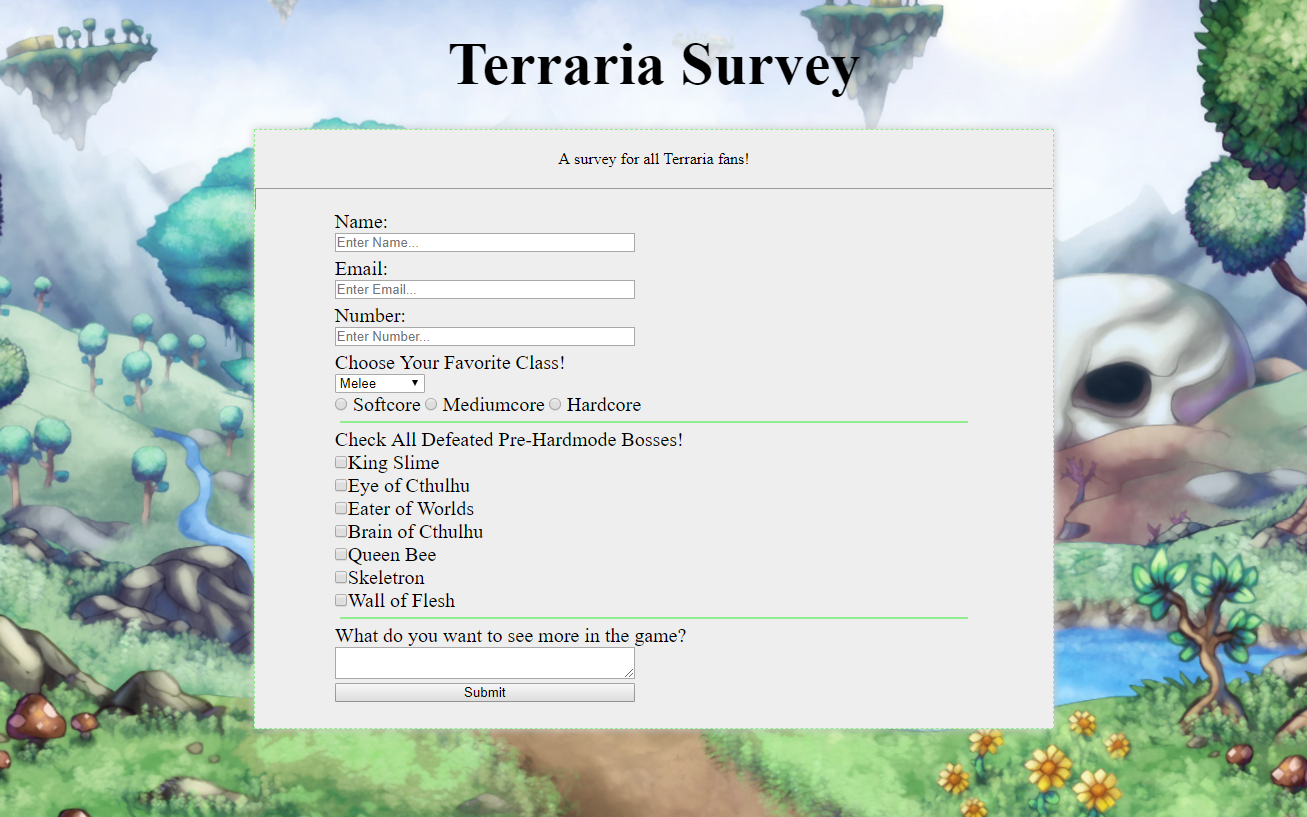 Terraria Survey
A survey for all Terraria fans!
Name:
Enter Name...
Email:
Enter Email...
Number:
Enter Number...
Choose Your Favorite Class!
Melee
Softcore Mediumcore Hardcore
Check All Defeated Pre-Hardmode Bosses!
King Slime
Eye of Cthulhu
Eater of Worlds
Brain of Cthulhu
Queen Bee
Skeletron
Wall of Flesh
What do you want to see more in the game?
Submit